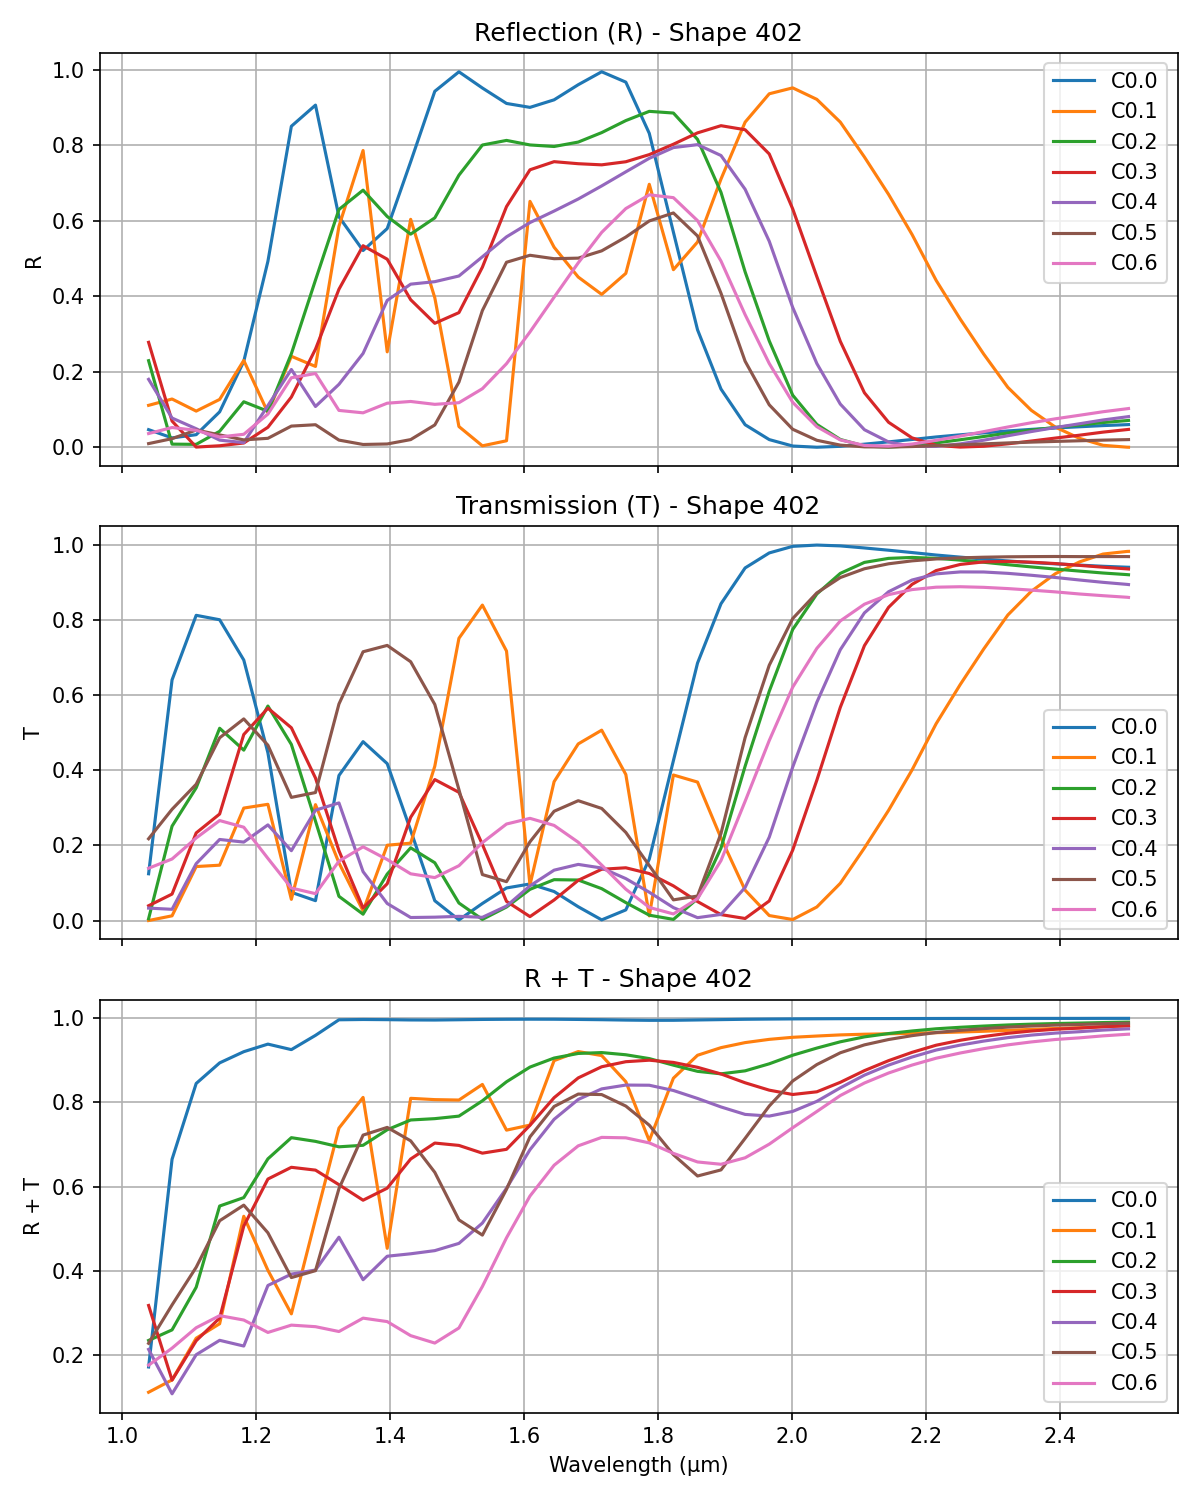 Reflection (R) - Shape 402
1.0
0.8
0.6
0.4
0.2
0.0
R
C0.0
C0.1
C0.2
C0.3
C0.4
C0.5
C0.6
Transmission (T) - Shape 402
1.0
0.8
0.6
0.4
0.2
0.0
T
C0.0
C0.1
C0.2
C0.3
C0.4
C0.5
C0.6
R + T - Shape 402
1.0
0.8
0.6
0.4
0.2
R + T
C0.0
C0.1
C0.2
C0.3
C0.4
C0.5
C0.6
1.0 1.2 1.4 1.6 1.8 2.0 2.2 2.4
Wavelength (µm)